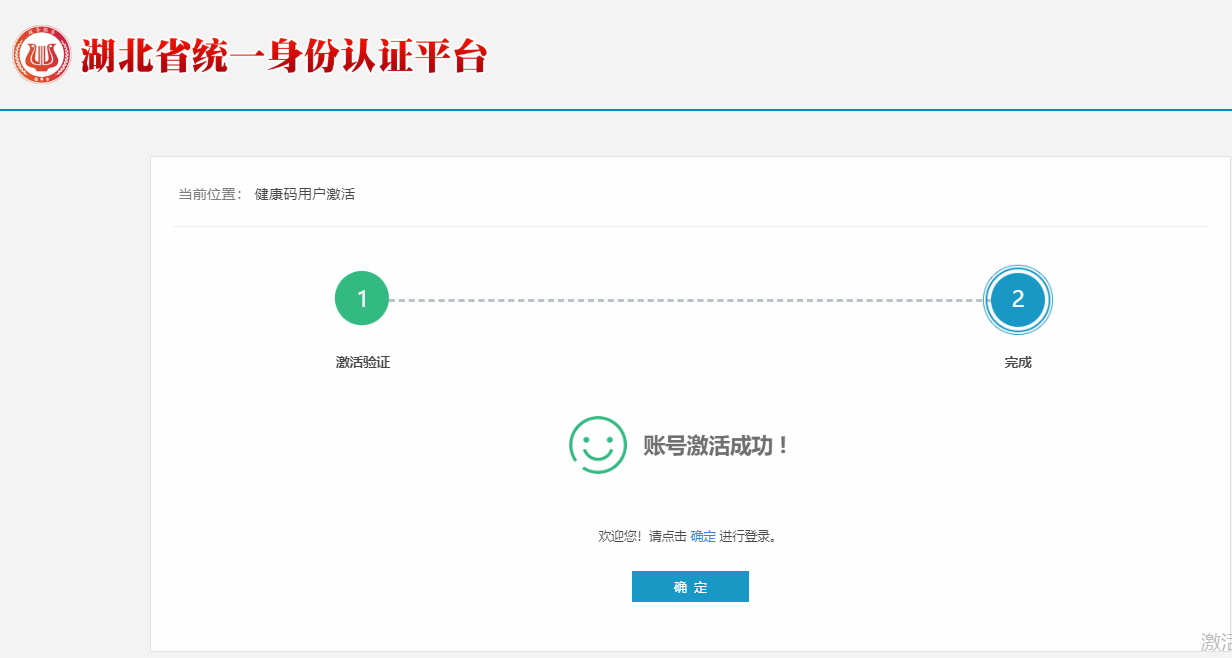 湖北省统一身份认证平台
当前位置： 健康码用户激活
1
2
激活验证
完成
账号激活成功！
欢迎您！请点击 确定 进行登录。
确 定
激活